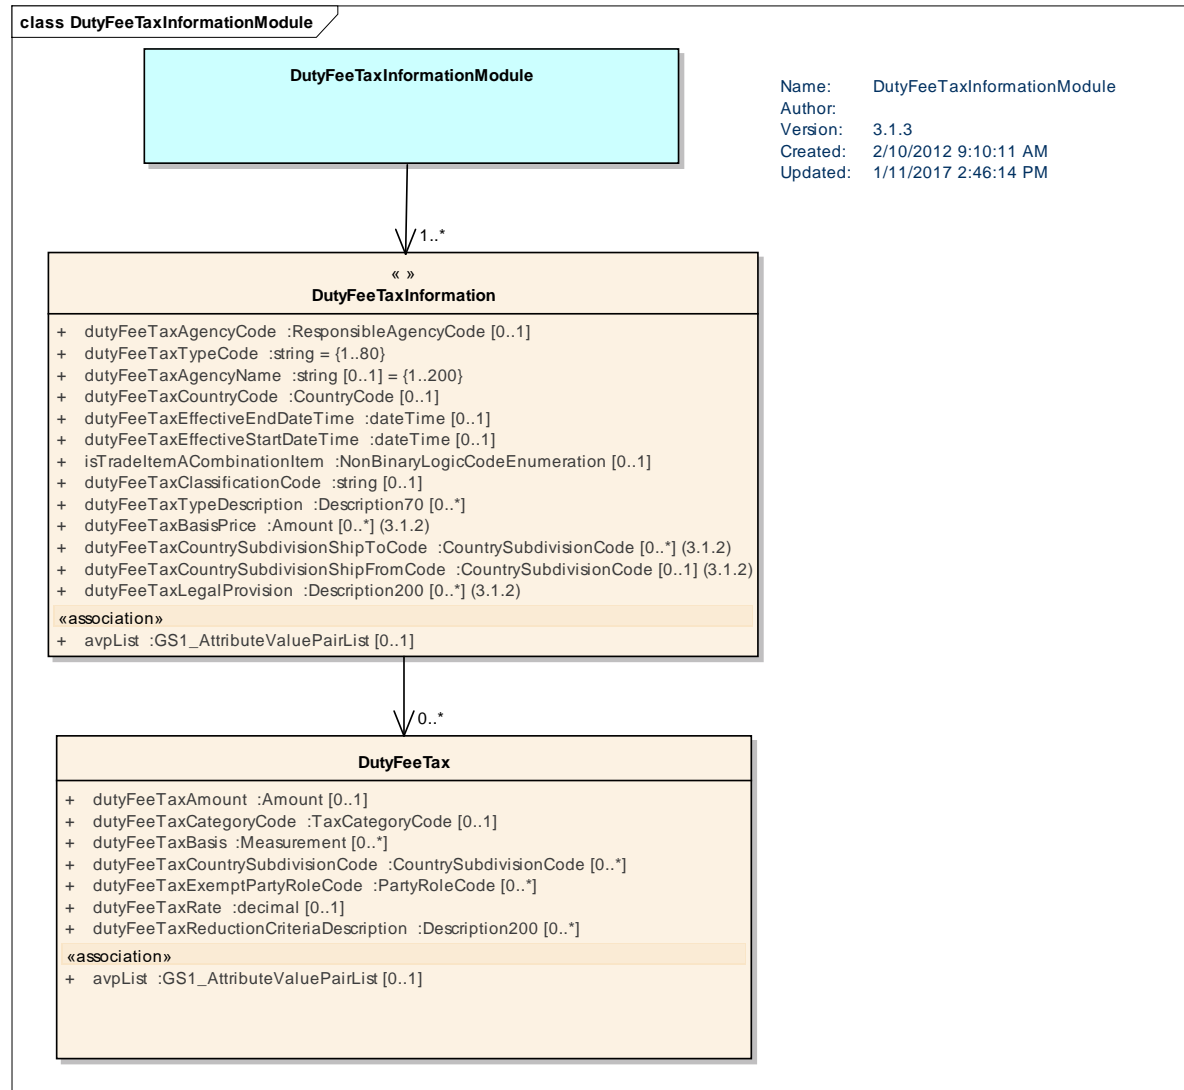 class DutyFeeTaxInformationModule
DutyFeeTaxInformationModule
Name: DutyFeeTaxInformationModule
Author:
Version: 3.1.3
Created: 2/10/2012 9:10:11 AM
Updated: 1/11/2017 2:46:14 PM
1..*
« »
DutyFeeTaxInformation
+ dutyFeeTaxAgencyCode :ResponsibleAgencyCode [0..1]
+ dutyFeeTaxTypeCode :string = {1..80}
+ dutyFeeTaxAgencyName :string [0..1] = {1..200}
+ dutyFeeTaxCountryCode :CountryCode [0..1]
+ dutyFeeTaxEffectiveEndDateTime :dateTime [0..1]
+ dutyFeeTaxEffectiveStartDateTime :dateTime [0..1]
+ isTradeItemACombinationItem :NonBinaryLogicCodeEnumeration [0..1]
+ dutyFeeTaxClassificationCode :string [0..1]
+ dutyFeeTaxTypeDescription :Description70 [0..*]
+ dutyFeeTaxBasisPrice :Amount [0..*] (3.1.2)
+ dutyFeeTaxCountrySubdivisionShipToCode :CountrySubdivisionCode [0..*] (3.1.2)
+ dutyFeeTaxCountrySubdivisionShipFromCode :CountrySubdivisionCode [0..1] (3.1.2)
+ dutyFeeTaxLegalProvision :Description200 [0..*] (3.1.2)
«association»
+ avpList :GS1_AttributeValuePairList [0..1]
0..*
DutyFeeTax
+ dutyFeeTaxAmount :Amount [0..1]
+ dutyFeeTaxCategoryCode :TaxCategoryCode [0..1]
+ dutyFeeTaxBasis :Measurement [0..*]
+ dutyFeeTaxCountrySubdivisionCode :CountrySubdivisionCode [0..*]
+ dutyFeeTaxExemptPartyRoleCode :PartyRoleCode [0..*]
+ dutyFeeTaxRate :decimal [0..1]
+ dutyFeeTaxReductionCriteriaDescription :Description200 [0..*]
«association»
+ avpList :GS1_AttributeValuePairList [0..1]